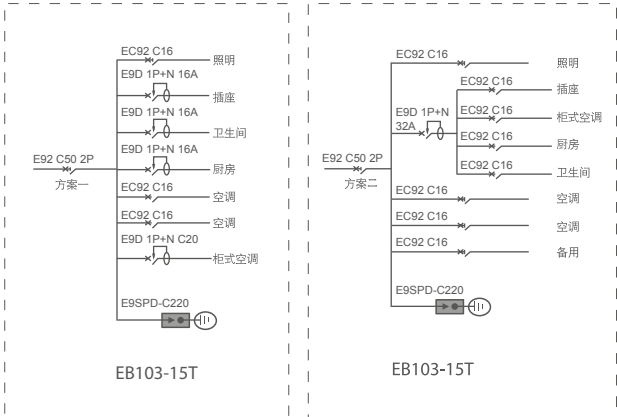 EC92 C16
照明
E9D 1P+N 16A
插座
E9D 1P+N 16A
卫生间
E9D 1P+N 16A
厨房
E92 C50 2P
方案一
EC92 C16
空调
EC92 C16
空调
E9D 1P+N C20
柜式空调
E9SPD-C220
EB103-15T
EC92 C16
照明
EC92 C16
插座
E9D 1P+N
32A
EC92 C16
柜式空调
EC92 C16
厨房
EC92 C16
卫生间
E92 C50 2P
方案二
EC92 C16
空调
EC92 C16
空调
EC92 C16
备用
E9SPD-C220
EB103-15T